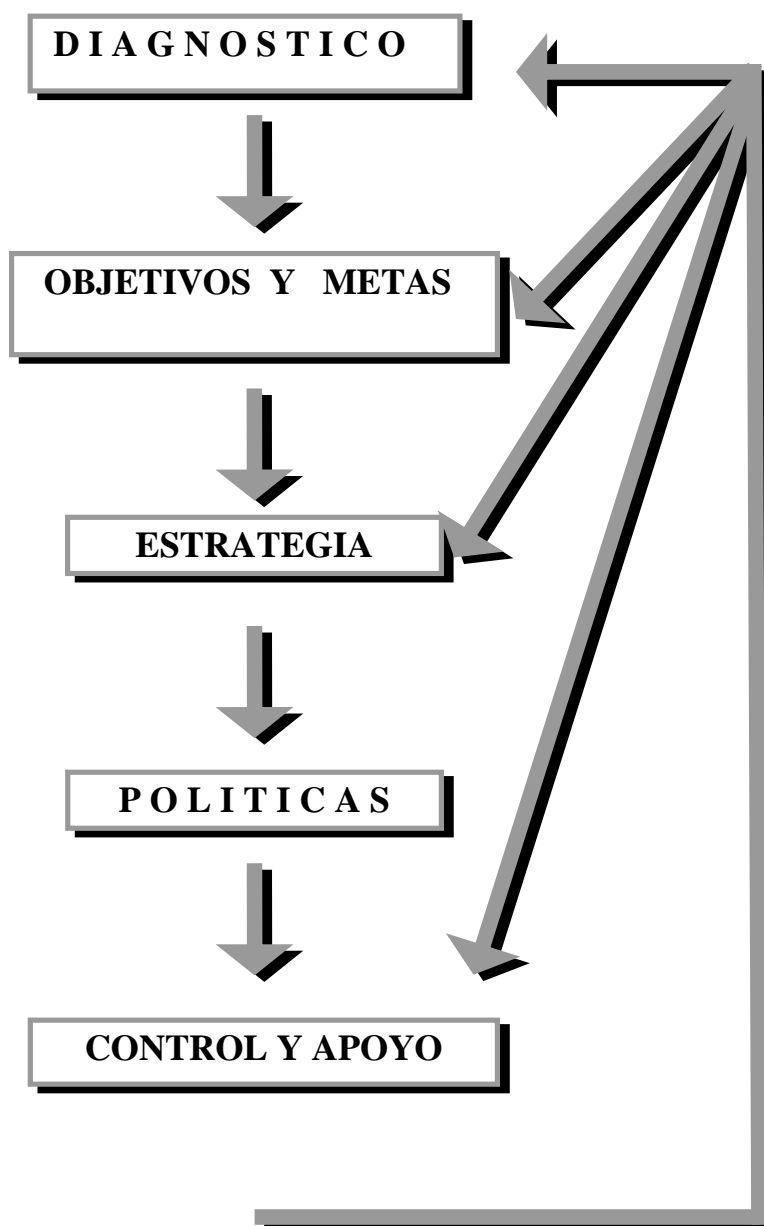 D I A G N O S T I C O
OBJETIVOS Y METAS
ESTRATEGIA
P O L I T I C A S
CONTROL Y APOYO